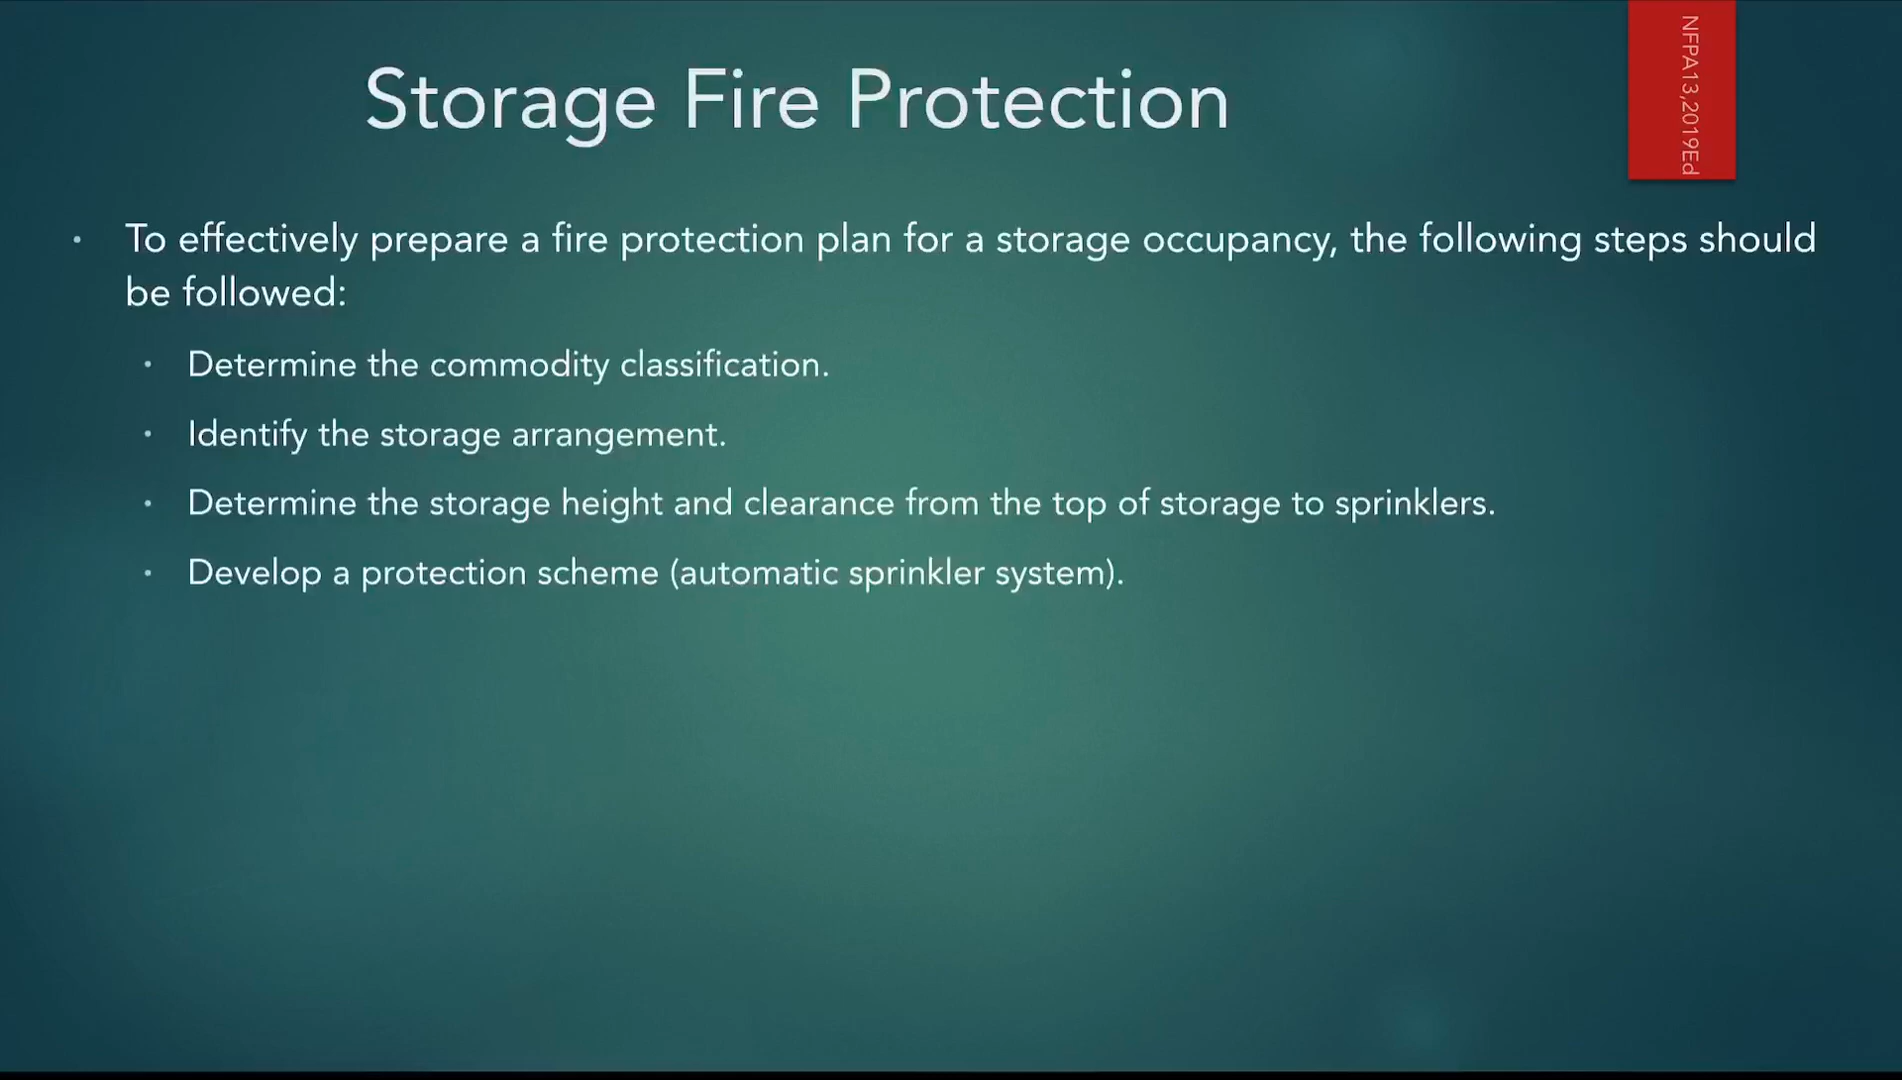 Storage Fire Protection
NFPA13,2019Ed
• To effectively prepare a fire protection plan for a storage occupancy, the following steps should
be followed:
• Determine the commodity classification.
• Identify the storage arrangement.
• Determine the storage height and clearance from the top of storage to sprinklers.
• Develop a protection scheme (automatic sprinkler system).